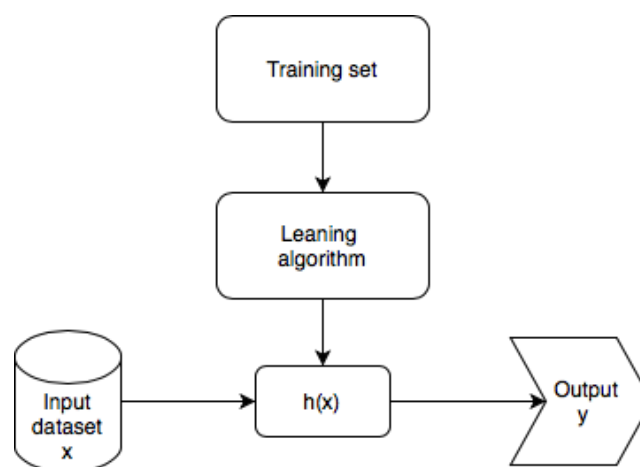 Training set
Leaning
algorithm
Input
dataset
x
h(x)
Output
y